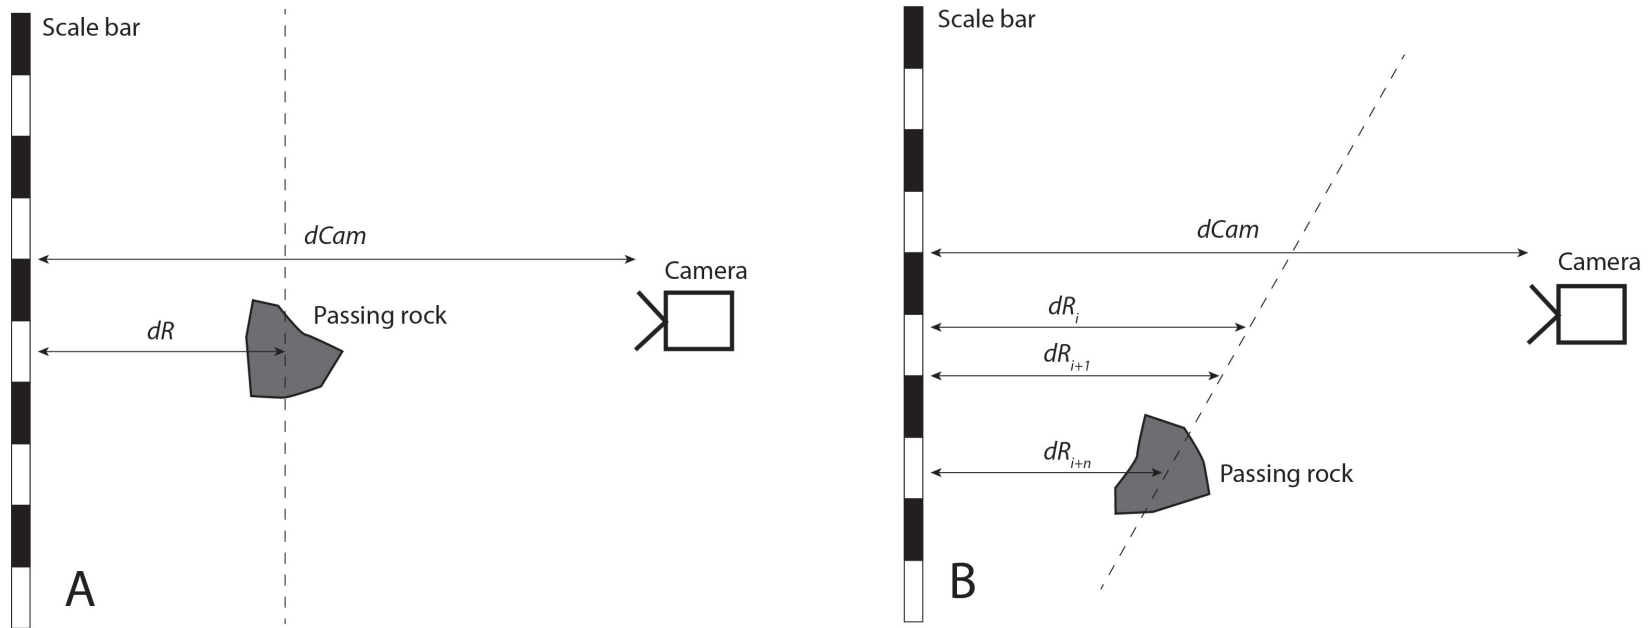 Scale bar
dCam
Camera
Passing rock
dR
A
Scale bar
dCam
Camera
dRᵢ
dRᵢ₊₁
dRᵢ₊ₙ
Passing rock
B